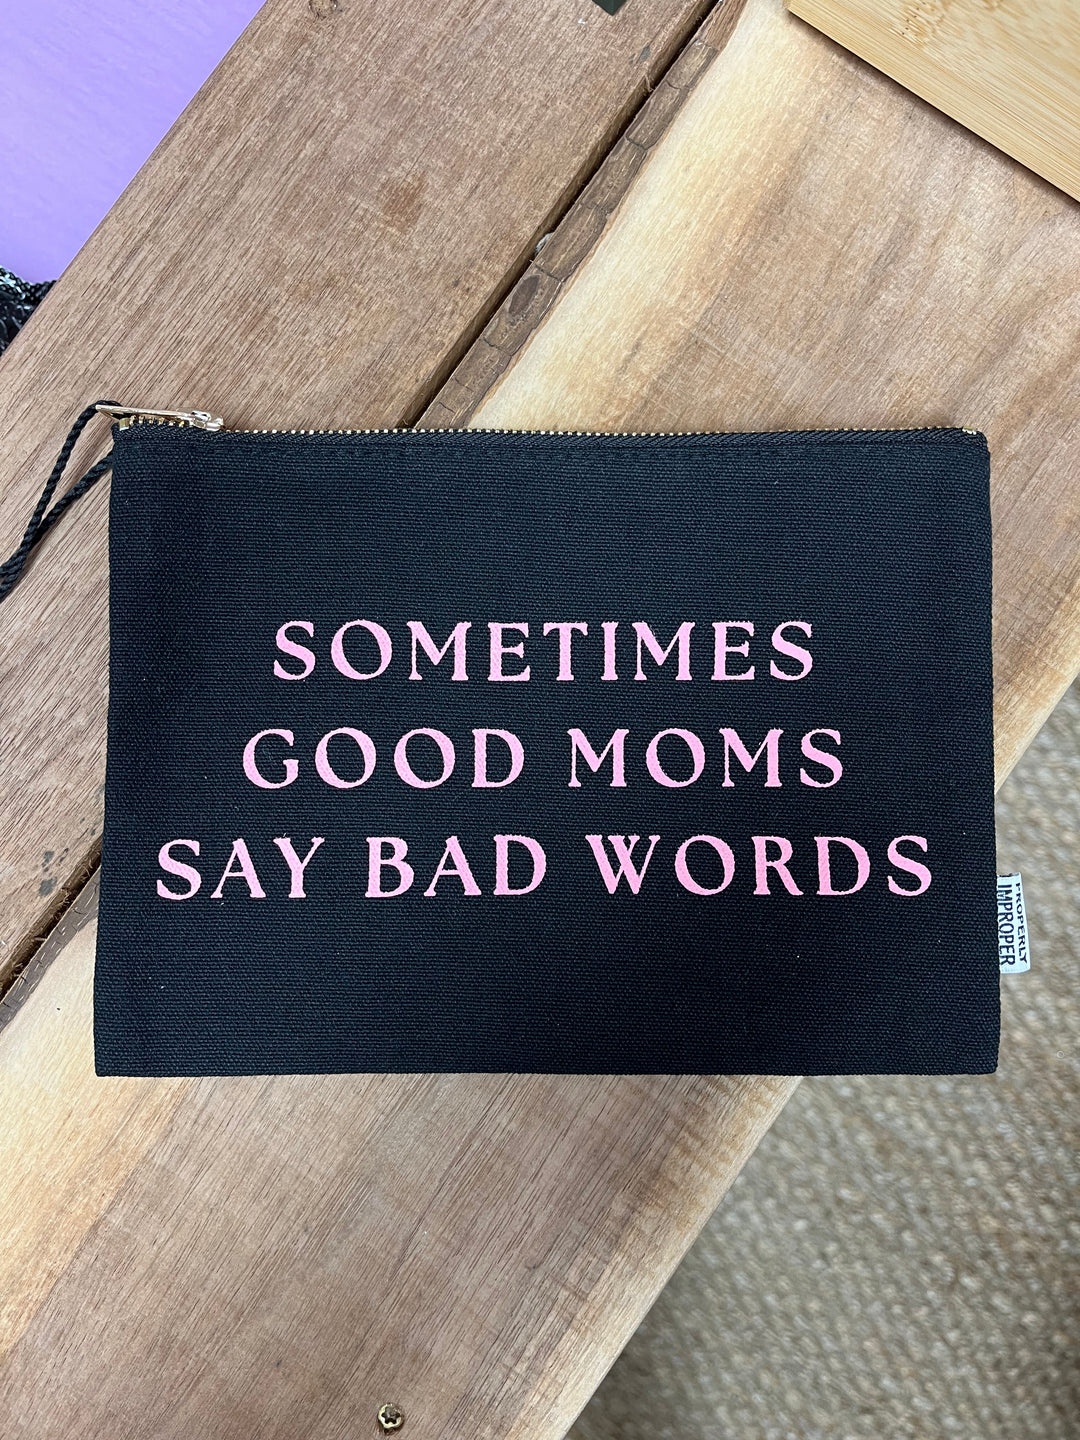 SOMETIMES
GOOD MOMS
SAY BAD WORDS
PROPERLY
IMPROPER